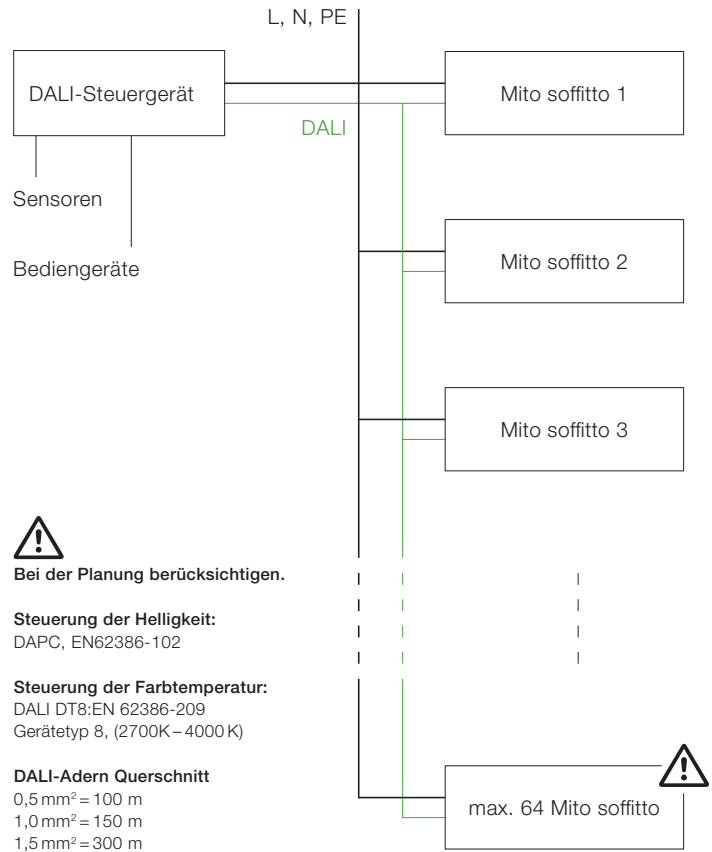 L, N, PE
DALI-Steuergerät
Mito soffitto 1
DALI
Sensoren
Bediengeräte
Mito soffitto 2
Mito soffitto 3
Bei der Planung berücksichtigen.
Steuerung der Helligkeit:
DAPC, EN62386-102
Steuerung der Farbtemperatur:
DALI DT8:EN 62386-209
Gerätetyp 8, (2700K – 4000 K)
DALI-Adern Querschnitt
0,5 mm² = 100 m
1,0 mm² = 150 m
1,5 mm² = 300 m
max. 64 Mito soffitto